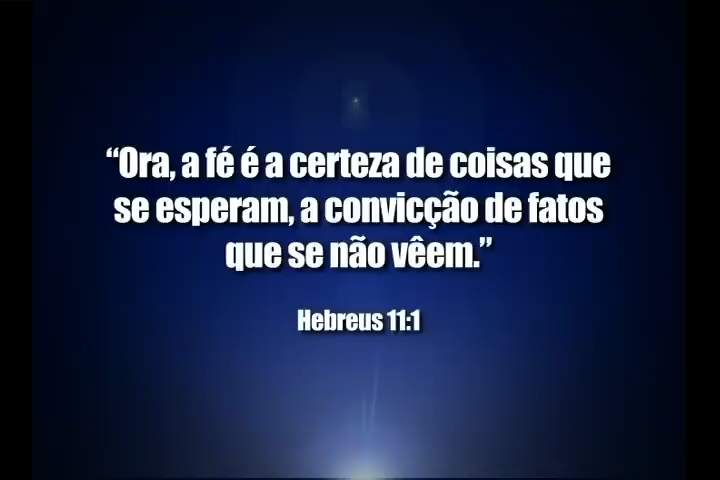 “Ora, a fé é a certeza de coisas que
se esperam, a convicção de fatos
que se não vêem.”
Hebreus 11:1